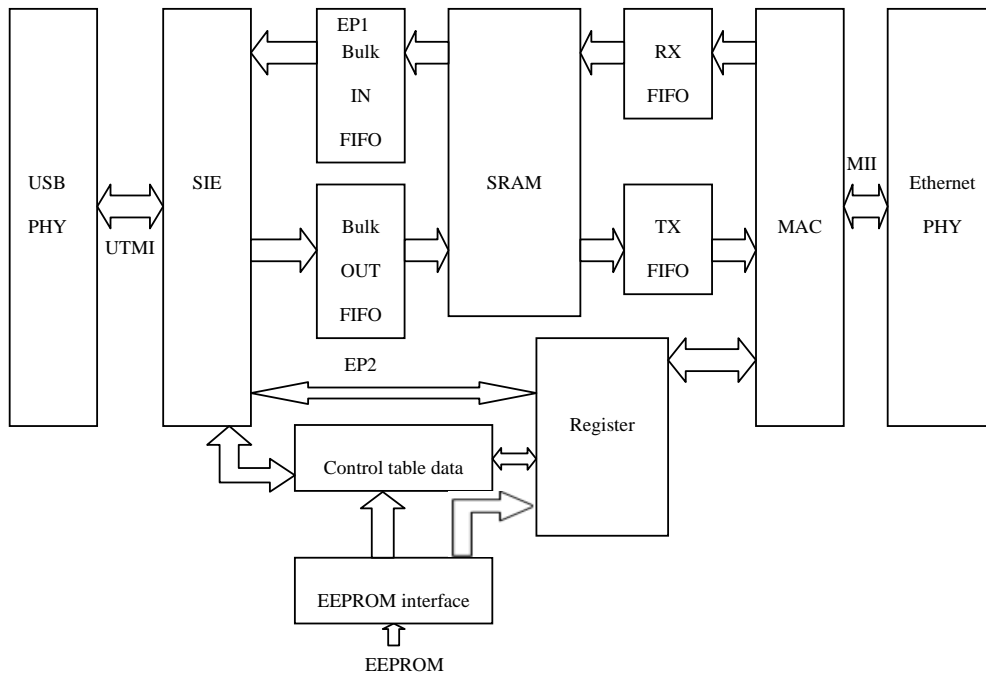 EP1
Bulk
IN
FIFO
RX
FIFO
USB
PHY
UTMI
SIE
SRAM
MAC
MII
Ethernet
PHY
Bulk
OUT
FIFO
TX
FIFO
EP2
Register
Control table data
EEPROM interface
EEPROM